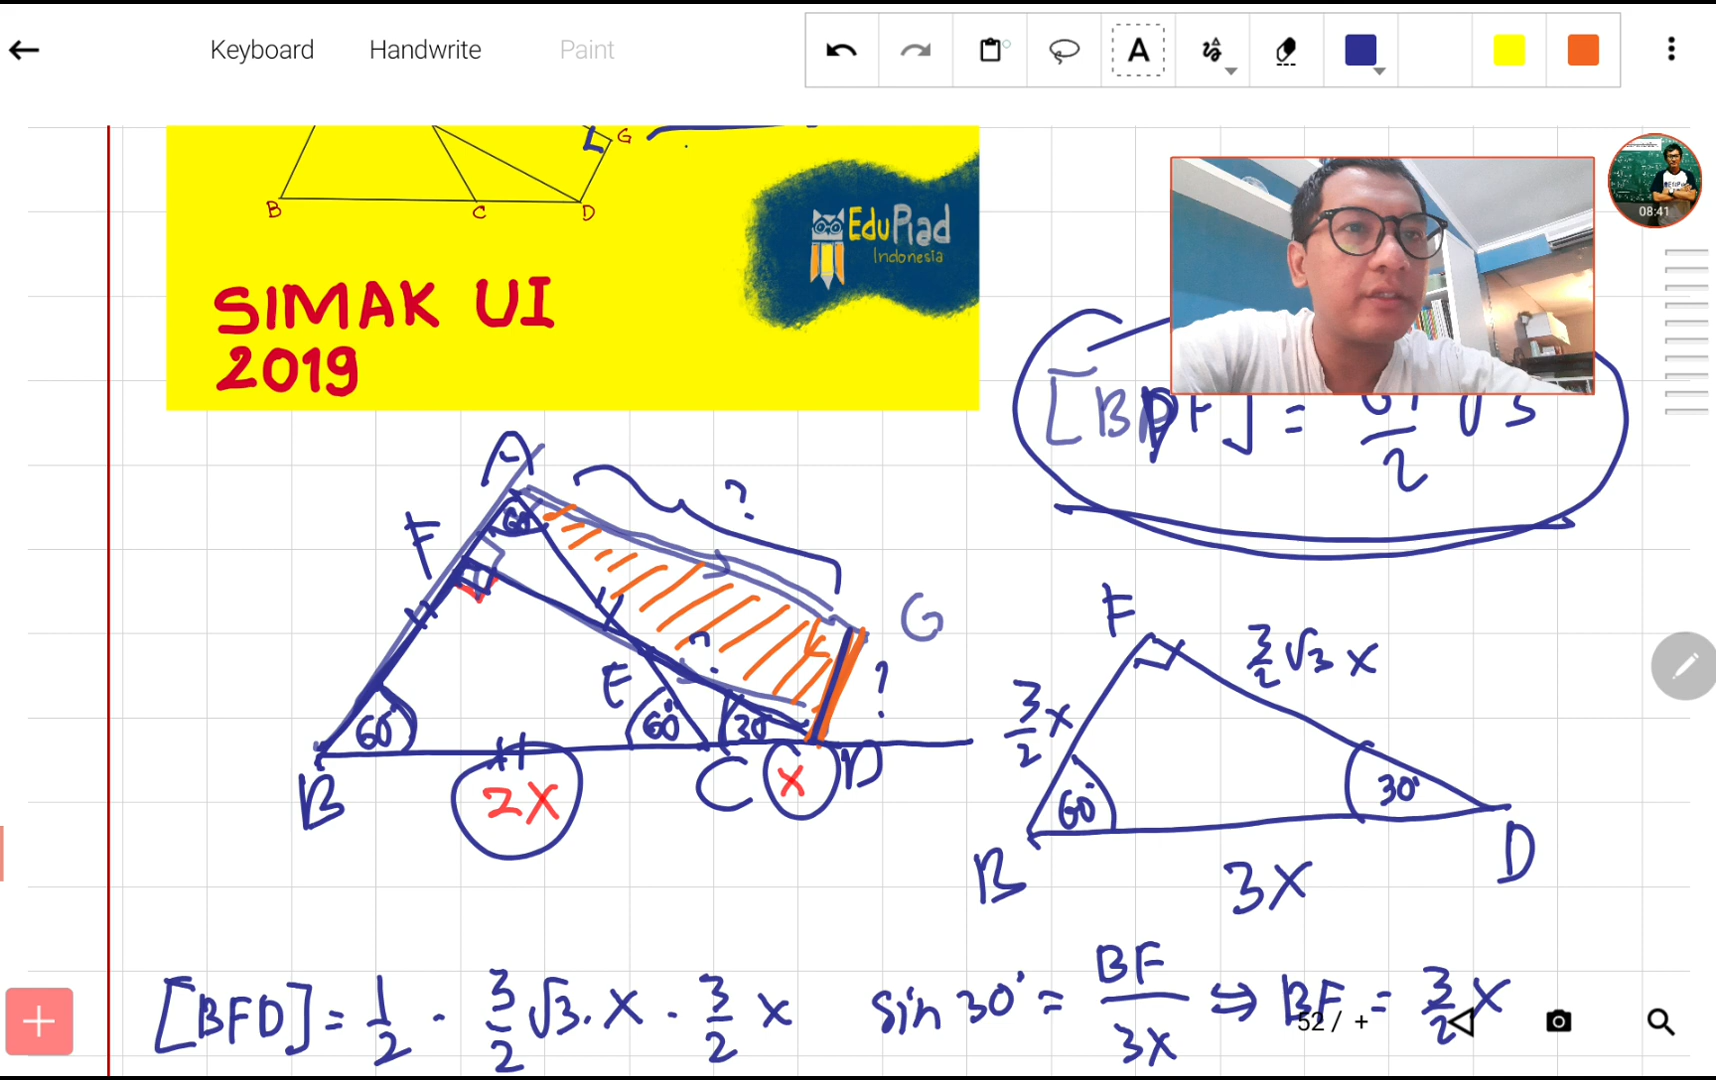 Keyboard Handwrite Paint
A
08:41
G
B C D
EduPiad
Indonesia
SIMAK UI
2019
[BDF] = 2
A
60°
F
?
G
E
?
?
60° 60° 30°
B C D
2X X
F
3/2 √3 X
3/2 X
60° 30°
B D
3X
[BFD] = 1/2 · 3/2 √3 · X · 3/2 X
sin 30° = BF/3X ⇔ BF = 3/2 X
52 / +